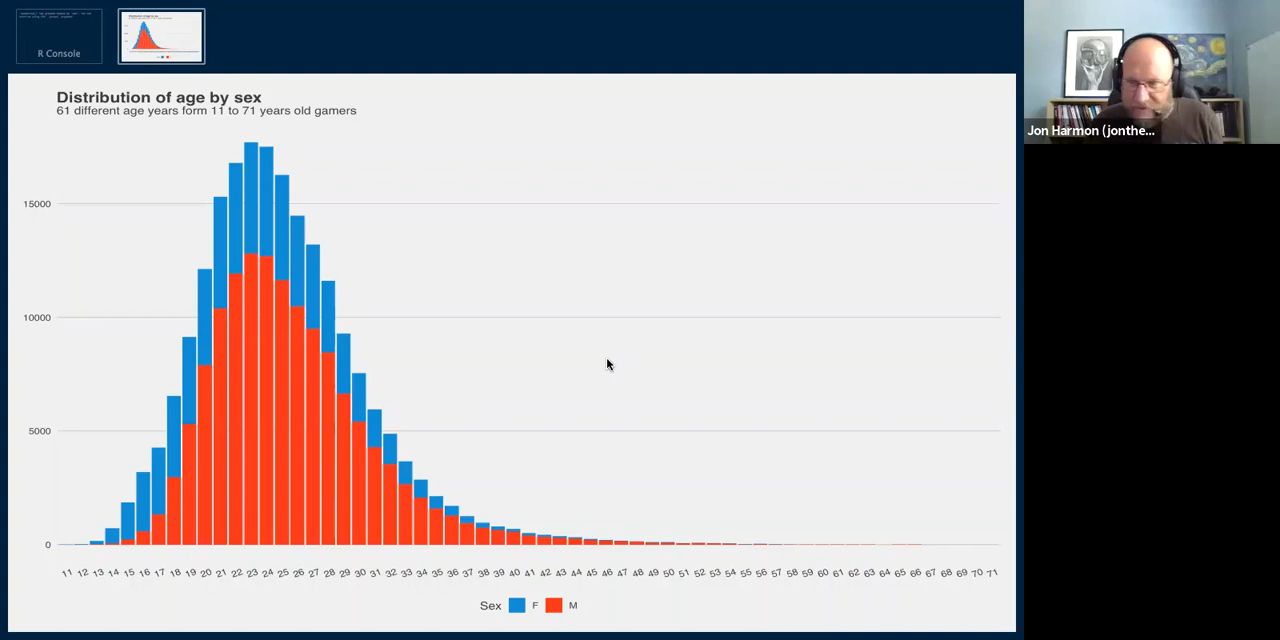 R Console
Distribution of age by sex
61 different age years form 11 to 71 years old gamers
Jon Harmon (jonthe...
15000
10000
5000
0
11 12 13 14 15 16 17 18 19 20 21 22 23 24 25 26 27 28 29 30 31 32 33 34 35 36 37 38 39 40 41 42 43 44 45 46 47 48 49 50 51 52 53 54 55 56 57 58 59 60 61 62 63 64 65 66 67 68 69 70 71
Sex F M